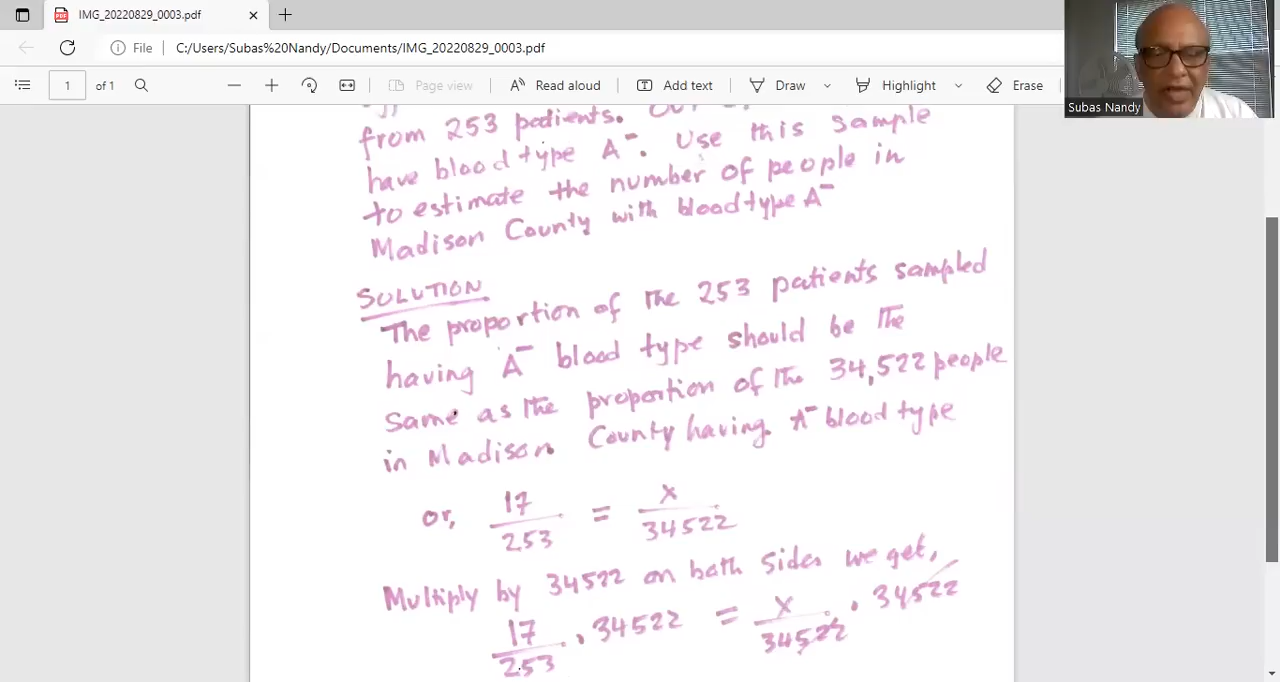 IMG_20220829_0003.pdf
File
C:/Users/Subas%20Nandy/Documents/IMG_20220829_0003.pdf
1 of 1
Page view
Read aloud
Add text
Draw
Highlight
Erase
Subas Nandy
from 253 patients.
have blood type A⁻. Use this sample
to estimate the number of people in
Madison County with blood type A⁻
SOLUTION
The proportion of the 253 patients sampled
having A⁻ blood type should be the
same as the proportion of the 34,522 people
in Madison County having A⁻ blood type
or, 17/253 = x/34522
Multiply by 34522 on both sides we get,
17/253 . 34522 = x/34522 . 34522